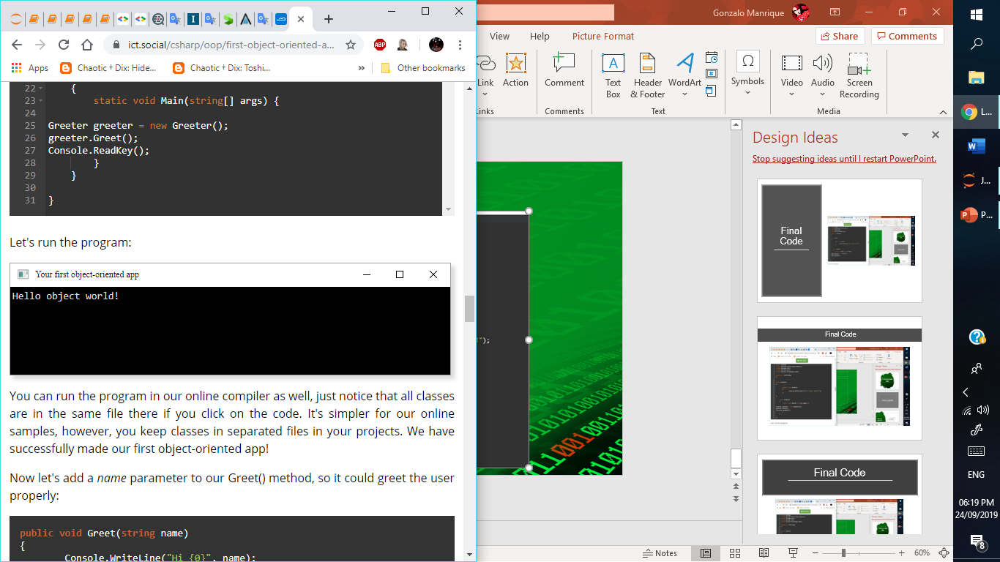 ict.social/csharp/oop/first-object-oriented-a...
ABP
Apps
Chaotic † Dix: Hide...
Chaotic † Dix: Toshi...
»
Other bookmarks
22 {
23 static void Main(string[] args) {
24
25 Greeter greeter = new Greeter();
26 greeter.Greet();
27 Console.ReadKey();
28 }
29 }
30
31 }
Let's run the program:
Your first object-oriented app
Hello object world!
You can run the program in our online compiler as well, just notice that all classes
are in the same file there if you click on the code. It's simpler for our online
samples, however, you keep classes in separated files in your projects. We have
successfully made our first object-oriented app!
Now let's add a name parameter to our Greet() method, so it could greet the user
properly:
public void Greet(string name)
{
Console.WriteLine("Hi {0}", name);
Gonzalo Manrique
View Help Picture Format
Share
Comments
Link
Action
Comment
Text
Box
Header
& Footer
WordArt
Symbols
Video
Audio
Screen
Recording
Links
Comments
Text
Media
!");
Design Ideas
Stop suggesting ideas until I restart PowerPoint.
Final
Code
Final Code
Final Code
Notes
60%
L...
J...
P...
ENG
06:19 PM
24/09/2019
8